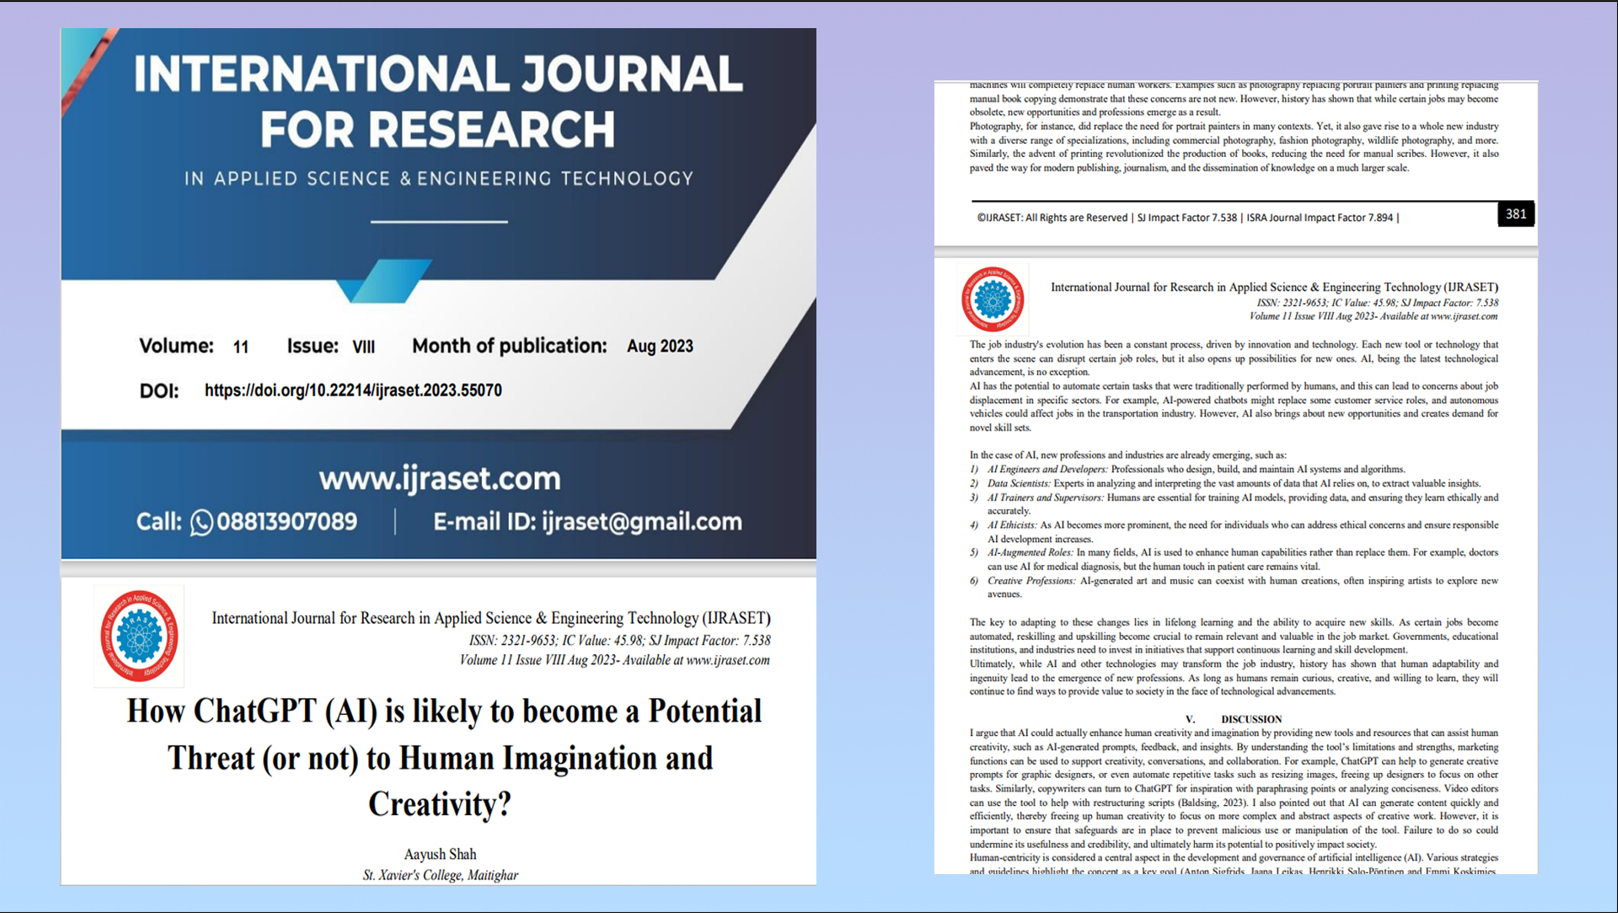 INTERNATIONAL JOURNAL
FOR RESEARCH
IN APPLIED SCIENCE & ENGINEERING TECHNOLOGY
Volume: 11 Issue: VIII Month of publication: Aug 2023
DOI: https://doi.org/10.22214/ijraset.2023.55070
www.ijraset.com
Call: 08813907089 | E-mail ID: ijraset@gmail.com
International Journal for Research in Applied Science & Engineering Technology (IJRASET)
ISSN: 2321-9653; IC Value: 45.98; SJ Impact Factor: 7.538
Volume 11 Issue VIII Aug 2023- Available at www.ijraset.com
How ChatGPT (AI) is likely to become a Potential
Threat (or not) to Human Imagination and
Creativity?
Aayush Shah
St. Xavier's College, Maitighar
machines will completely replace human workers. Examples such as photography replacing portrait painters and printing replacing
manual book copying demonstrate that these concerns are not new. However, history has shown that while certain jobs may become
obsolete, new opportunities and professions emerge as a result.
Photography, for instance, did replace the need for portrait painters in many contexts. Yet, it also gave rise to a whole new industry
with a diverse range of specializations, including commercial photography, fashion photography, wildlife photography, and more.
Similarly, the advent of printing revolutionized the production of books, reducing the need for manual scribes. However, it also
paved the way for modern publishing, journalism, and the dissemination of knowledge on a much larger scale.
©IJRASET: All Rights are Reserved | SJ Impact Factor 7.538 | ISRA Journal Impact Factor 7.894 |
381
International Journal for Research in Applied Science & Engineering Technology (IJRASET)
ISSN: 2321-9653; IC Value: 45.98; SJ Impact Factor: 7.538
Volume 11 Issue VIII Aug 2023- Available at www.ijraset.com
The job industry's evolution has been a constant process, driven by innovation and technology. Each new tool or technology that
enters the scene can disrupt certain job roles, but it also opens up possibilities for new ones. AI, being the latest technological
advancement, is no exception.
AI has the potential to automate certain tasks that were traditionally performed by humans, and this can lead to concerns about job
displacement in specific sectors. For example, AI-powered chatbots might replace some customer service roles, and autonomous
vehicles could affect jobs in the transportation industry. However, AI also brings about new opportunities and creates demand for
novel skill sets.
In the case of AI, new professions and industries are already emerging, such as:
1) AI Engineers and Developers: Professionals who design, build, and maintain AI systems and algorithms.
2) Data Scientists: Experts in analyzing and interpreting the vast amounts of data that AI relies on, to extract valuable insights.
3) AI Trainers and Supervisors: Humans are essential for training AI models, providing data, and ensuring they learn ethically and
accurately.
4) AI Ethicists: As AI becomes more prominent, the need for individuals who can address ethical concerns and ensure responsible
AI development increases.
5) AI-Augmented Roles: In many fields, AI is used to enhance human capabilities rather than replace them. For example, doctors
can use AI for medical diagnosis, but the human touch in patient care remains vital.
6) Creative Professions: AI-generated art and music can coexist with human creations, often inspiring artists to explore new
avenues.
The key to adapting to these changes lies in lifelong learning and the ability to acquire new skills. As certain jobs become
automated, reskilling and upskilling become crucial to remain relevant and valuable in the job market. Governments, educational
institutions, and industries need to invest in initiatives that support continuous learning and skill development.
Ultimately, while AI and other technologies may transform the job industry, history has shown that human adaptability and
ingenuity lead to the emergence of new professions. As long as humans remain curious, creative, and willing to learn, they will
continue to find ways to provide value to society in the face of technological advancements.
V. DISCUSSION
I argue that AI could actually enhance human creativity and imagination by providing new tools and resources that can assist human
creativity, such as AI-generated prompts, feedback, and insights. By understanding the tool's limitations and strengths, marketing
functions can be used to support creativity, conversations, and collaboration. For example, ChatGPT can help to generate creative
prompts for graphic designers, or even automate repetitive tasks such as resizing images, freeing up designers to focus on other
tasks. Similarly, copywriters can turn to ChatGPT for inspiration with paraphrasing points or analyzing conciseness. Video editors
can use the tool to help with restructuring scripts (Baldsing, 2023). I also pointed out that AI can generate content quickly and
efficiently, thereby freeing up human creativity to focus on more complex and abstract aspects of creative work. However, it is
important to ensure that safeguards are in place to prevent malicious use or manipulation of the tool. Failure to do so could
undermine its usefulness and credibility, and ultimately harm its potential to positively impact society.
Human-centricity is considered a central aspect in the development and governance of artificial intelligence (AI). Various strategies
and guidelines highlight the concept as a key goal (Anton Sigfrids, Jaana Leikas, Henrikki Salo-Pöntinen and Emmi Koskimies,